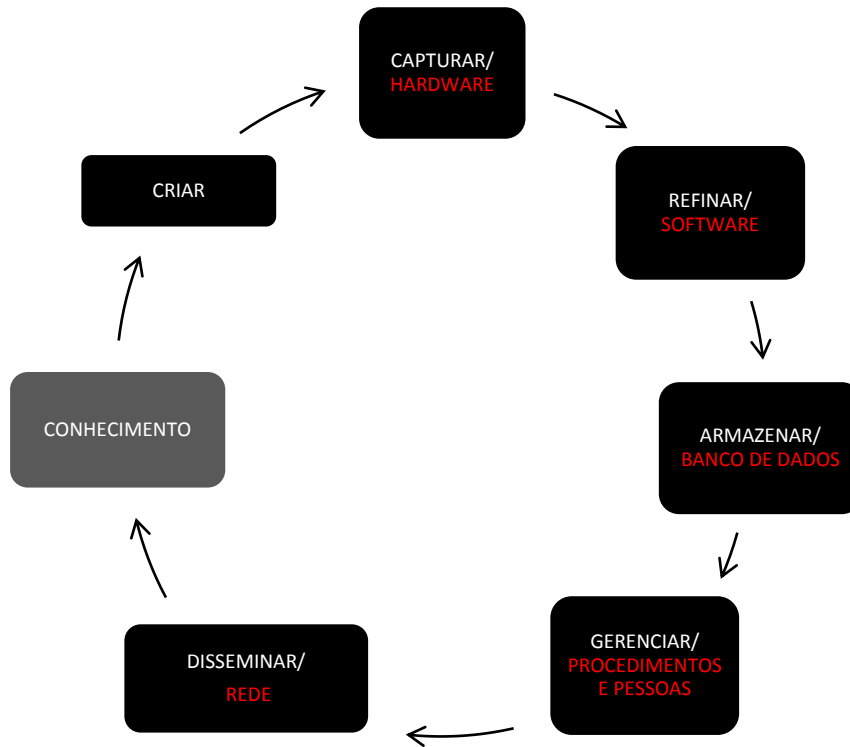 CAPTURAR/
HARDWARE
REFINAR/
SOFTWARE
ARMAZENAR/
BANCO DE DADOS
GERENCIAR/
PROCEDIMENTOS
E PESSOAS
DISSEMINAR/
REDE
CONHECIMENTO
CRIAR